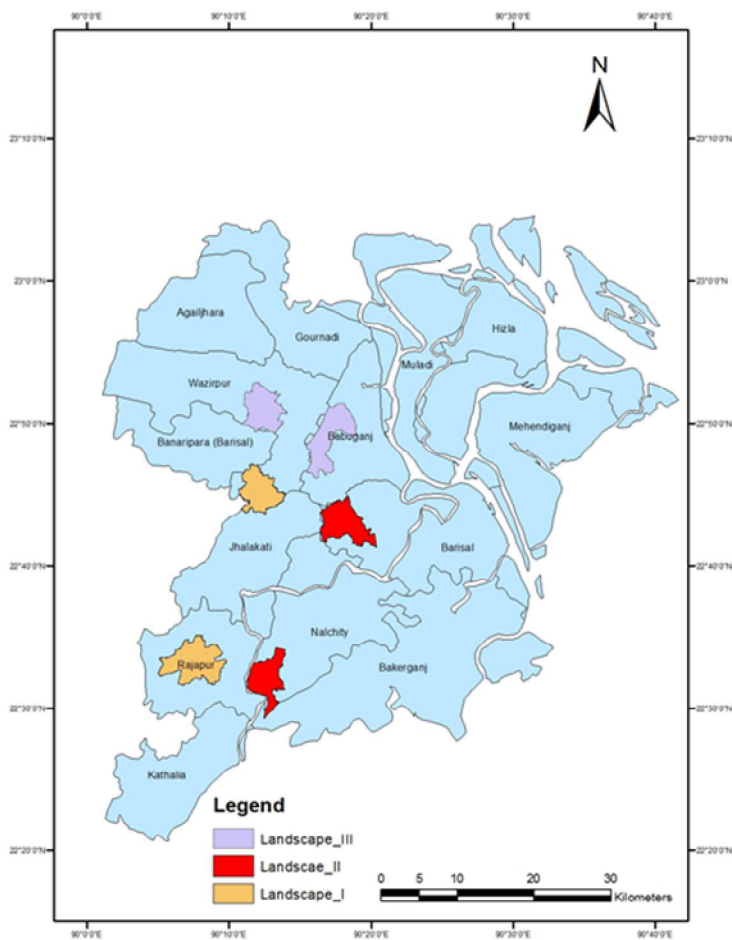 90°0'0"E 90°10'0"E 90°20'0"E 90°30'0"E 90°40'0"E
N
23°10'0"N 23°10'0"N
23°0'0"N 23°0'0"N
Agailjhara
Gournadi
Hizla
Muladi
Wazirpur
22°50'0"N 22°50'0"N
Mehendiganj
Banaripara (Barisal)
Babuganj
Jhalakati
Barisal
22°40'0"N 22°40'0"N
Nalchity
Rajapur
Bakerganj
22°30'0"N 22°30'0"N
Kathalia
Legend
Landscape_III
Landscae_II
Landscape_I
22°20'0"N 22°20'0"N
0 5 10 20 30
Kilometers
90°0'0"E 90°10'0"E 90°20'0"E 90°30'0"E 90°40'0"E